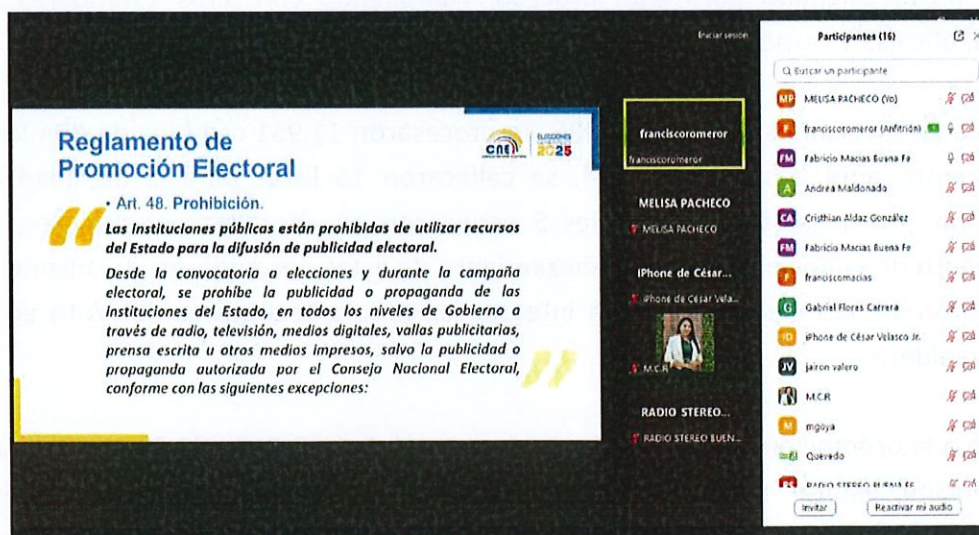 Iniciar sesión
Reglamento de
Promoción Electoral
CNE
ELECCIONES
2025
• Art. 48. Prohibición.
Las instituciones públicas están prohibidas de utilizar recursos
del Estado para la difusión de publicidad electoral.
Desde la convocatoria a elecciones y durante la campaña
electoral, se prohíbe la publicidad o propaganda de las
instituciones del Estado, en todos los niveles de Gobierno o a
través de radio, televisión, medios digitales, vallas publicitarias,
prensa escrita u otros medios impresos, salvo la publicidad o
propaganda autorizada por el Consejo Nacional Electoral,
conforme con las siguientes excepciones:
franciscoromeror
franciscoromeror
MELISA PACHECO
MELISA PACHECO
iPhone de César...
iPhone de César Vela...
M.C.R
RADIO STEREO...
RADIO STEREO BUEN...
Participantes (16)
Buscar un participante
MP MELISA PACHECO (Yo)
F franciscoromeror (Anfitrión)
FM Fabricio Macias Buena Fe
A Andrea Maldonado
CA Cristhian Aldaz González
FM Fabricio Macias Buena Fe
F franciscomacias
G Gabriel Flores Carrera
ID iPhone de César Velasco Jr.
JV jairon valero
M.C.R
M mgoya
Quevedo
RS RADIO STEREO BUENA FE
Invitar
Reactivar mi audio